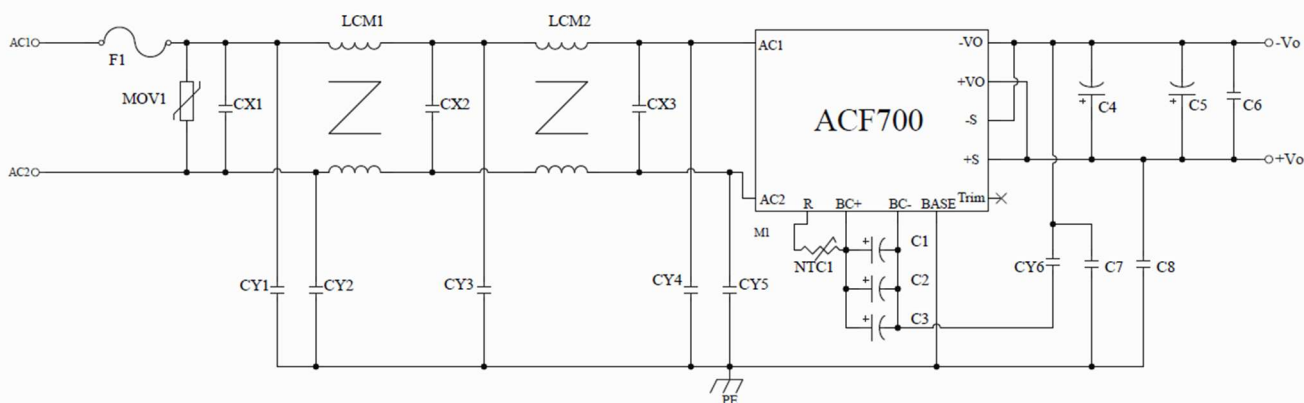 LCM1
LCM2
AC1
F1
AC1
-VO
-Vo
MOV1
CX1
CX2
CX3
ACF700
+VO
-S
C4
C5
C6
+S
AC2
+Vo
AC2
R
BC+
BC-
BASE
Trim
M1
NTC1
C1
C2
C3
CY1
CY2
CY3
CY4
CY5
CY6
C7
C8
PE